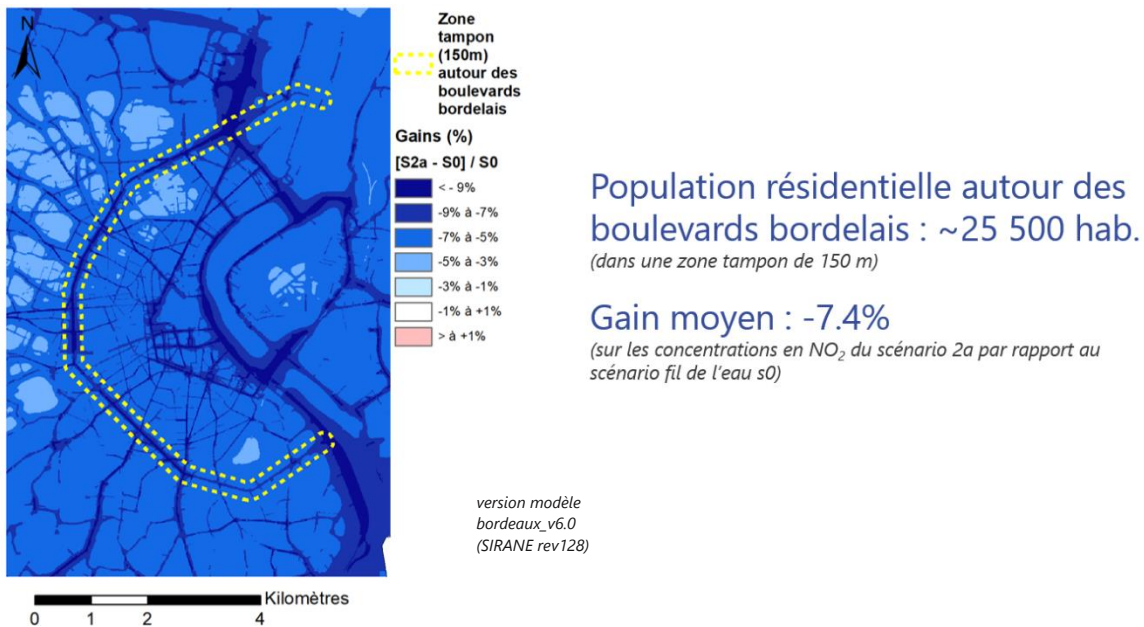 N
Zone
tampon
(150m)
autour des
boulevards
bordelais
Gains (%)
[S2a - S0] / S0
< - 9%
-9% à -7%
-7% à -5%
-5% à -3%
-3% à -1%
-1% à +1%
> à +1%
Kilomètres
0 1 2 4
version modèle
bordeaux_v6.0
(SIRANE rev128)
Population résidentielle autour des
boulevards bordelais : ~25 500 hab.
(dans une zone tampon de 150 m)
Gain moyen : -7.4%
(sur les concentrations en NO₂ du scénario 2a par rapport au
scénario fil de l'eau s0)